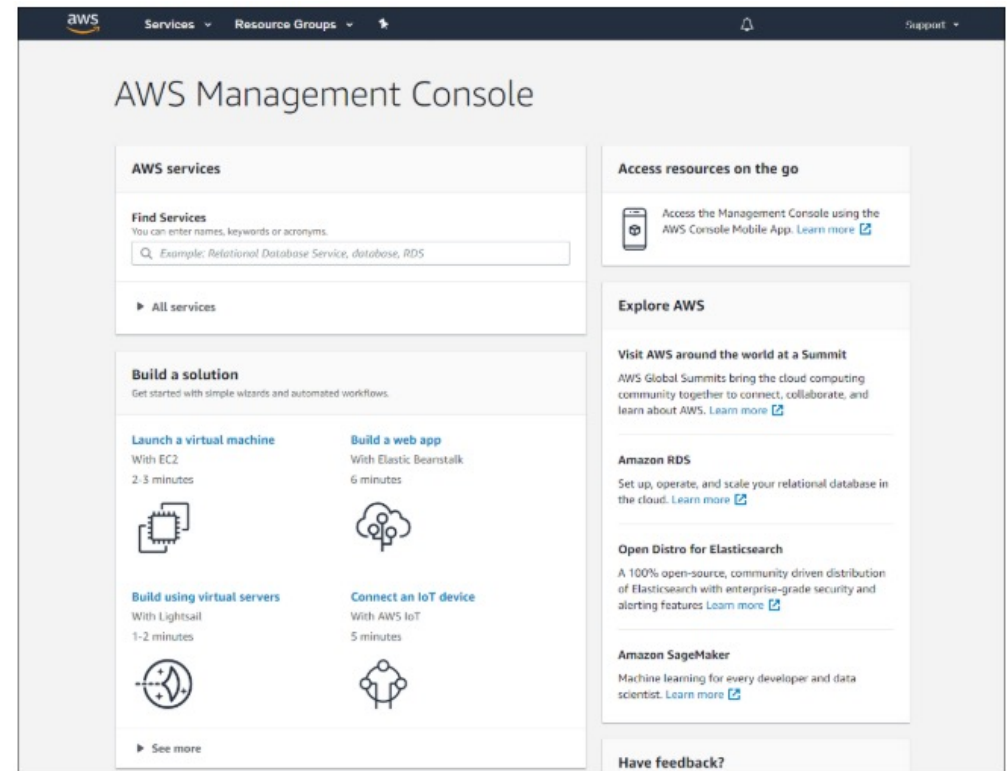 aws Services Resource Groups Support
AWS Management Console
AWS services
Find Services
You can enter names, keywords or acronyms.
Example: Relational Database Service, database, RDS
All services
Build a solution
Get started with simple wizards and automated workflows.
Launch a virtual machine
With EC2
2-3 minutes
Build a web app
With Elastic Beanstalk
6 minutes
Build using virtual servers
With Lightsail
1-2 minutes
Connect an IoT device
With AWS IoT
5 minutes
See more
Access resources on the go
Access the Management Console using the
AWS Console Mobile App. Learn more
Explore AWS
Visit AWS around the world at a Summit
AWS Global Summits bring the cloud computing
community together to connect, collaborate, and
learn about AWS. Learn more
Amazon RDS
Set up, operate, and scale your relational database in
the cloud. Learn more
Open Distro for Elasticsearch
A 100% open-source, community driven distribution
of Elasticsearch with enterprise-grade security and
alerting features Learn more
Amazon SageMaker
Machine learning for every developer and data
scientist. Learn more
Have feedback?